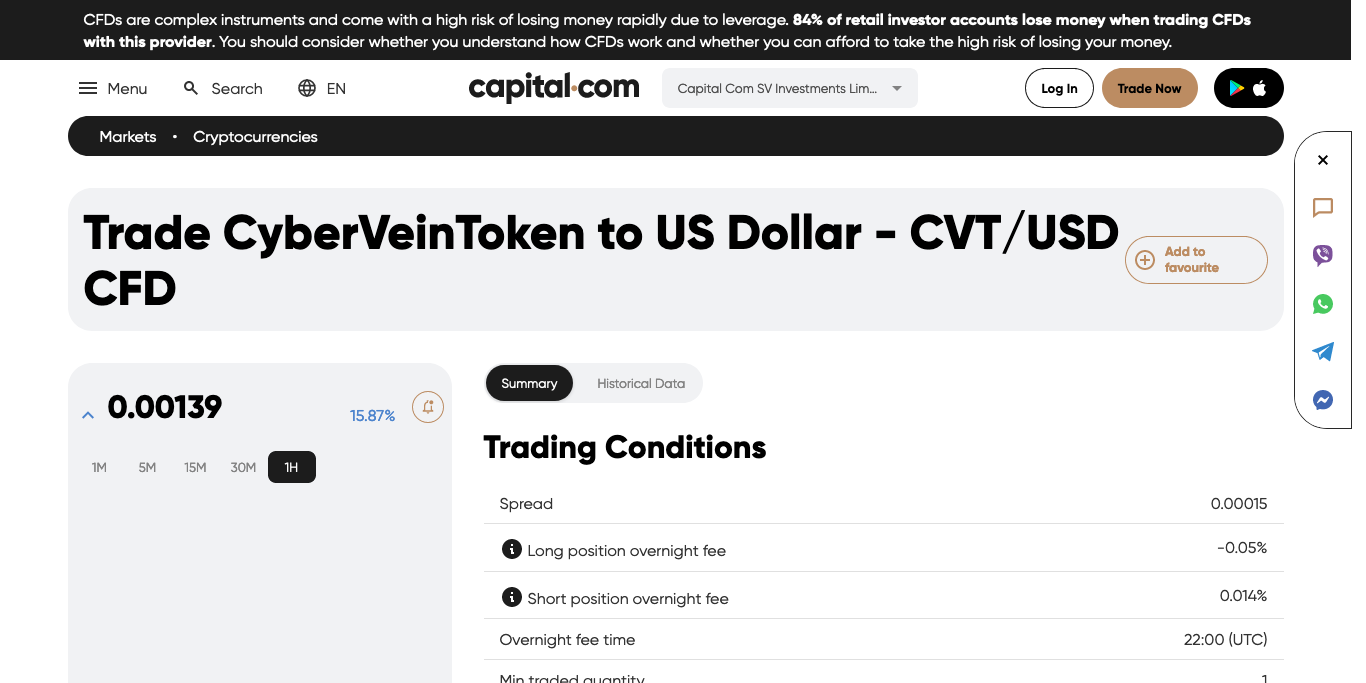 CFDs are complex instruments and come with a high risk of losing money rapidly due to leverage. 84% of retail investor accounts lose money when trading CFDs
with this provider. You should consider whether you understand how CFDs work and whether you can afford to take the high risk of losing your money.
Menu Search EN capital.com Capital Com SV Investments Lim... Log In Trade Now
Markets • Cryptocurrencies
Trade CyberVeinToken to US Dollar - CVT/USD
CFD
Add to
favourite
0.00139 15.87%
1M 5M 15M 30M 1H
Summary Historical Data
Trading Conditions
Spread 0.00015
Long position overnight fee -0.05%
Short position overnight fee 0.014%
Overnight fee time 22:00 (UTC)
Min traded quantity 1